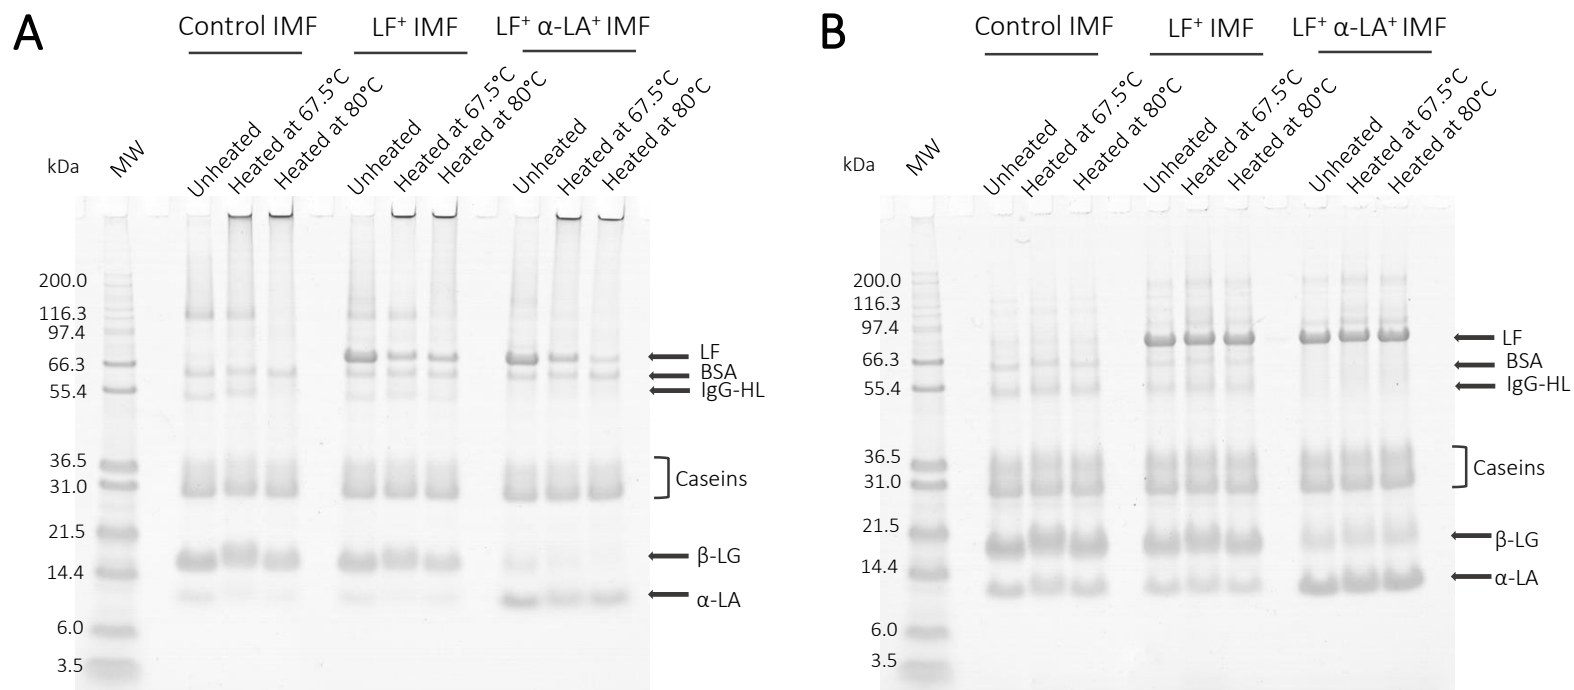 A
Control IMF
LF⁺ IMF
LF⁺ α-LA⁺ IMF
kDa
MW
Unheated
Heated at 67.5°C
Heated at 80°C
Unheated
Heated at 67.5°C
Heated at 80°C
Unheated
Heated at 67.5°C
Heated at 80°C
200.0
116.3
97.4
66.3
55.4
36.5
31.0
21.5
14.4
6.0
3.5
LF
BSA
IgG-HL
Caseins
β-LG
α-LA
B
Control IMF
LF⁺ IMF
LF⁺ α-LA⁺ IMF
kDa
MW
Unheated
Heated at 67.5°C
Heated at 80°C
Unheated
Heated at 67.5°C
Heated at 80°C
Unheated
Heated at 67.5°C
Heated at 80°C
200.0
116.3
97.4
66.3
55.4
36.5
31.0
21.5
14.4
6.0
3.5
LF
BSA
IgG-HL
Caseins
β-LG
α-LA